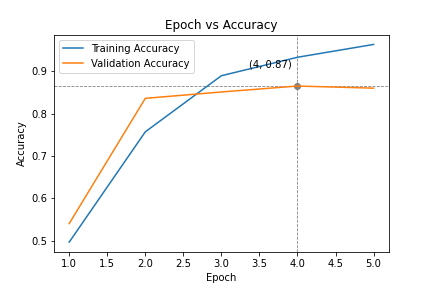 Epoch vs Accuracy
Training Accuracy
Validation Accuracy
(4, 0.87)
0.9
0.8
0.7
0.6
0.5
Accuracy
1.0 1.5 2.0 2.5 3.0 3.5 4.0 4.5 5.0
Epoch